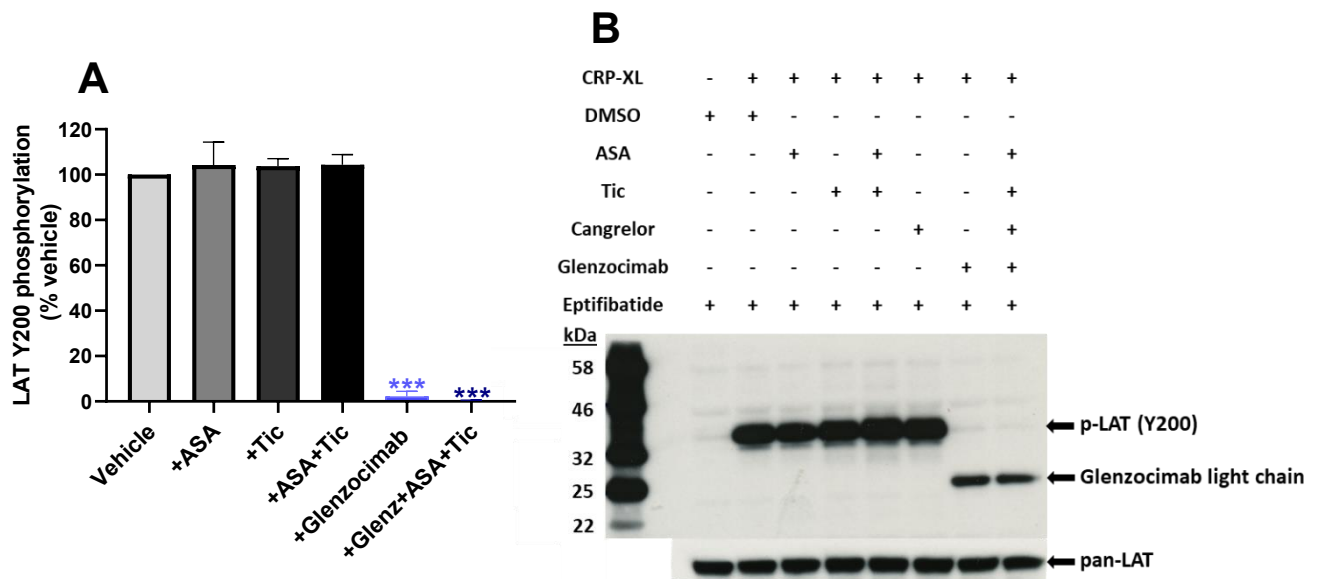 A
LAT Y200 phosphorylation
(% vehicle)
120
100
80
60
40
20
0
***
***
Vehicle
+ASA
+Tic
+ASA+Tic
+Glenzocimab
+Glenz+ASA+Tic
B
CRP-XL - + + + + + + +
DMSO + + - - - - - -
ASA - - + - + - - +
Tic - - - + + - - +
Cangrelor - - - - - + - +
Glenzocimab - - - - - - + +
Eptifibatide + + + + + + + +
kDa
58
46
32
25
22
p-LAT (Y200)
Glenzocimab light chain
pan-LAT